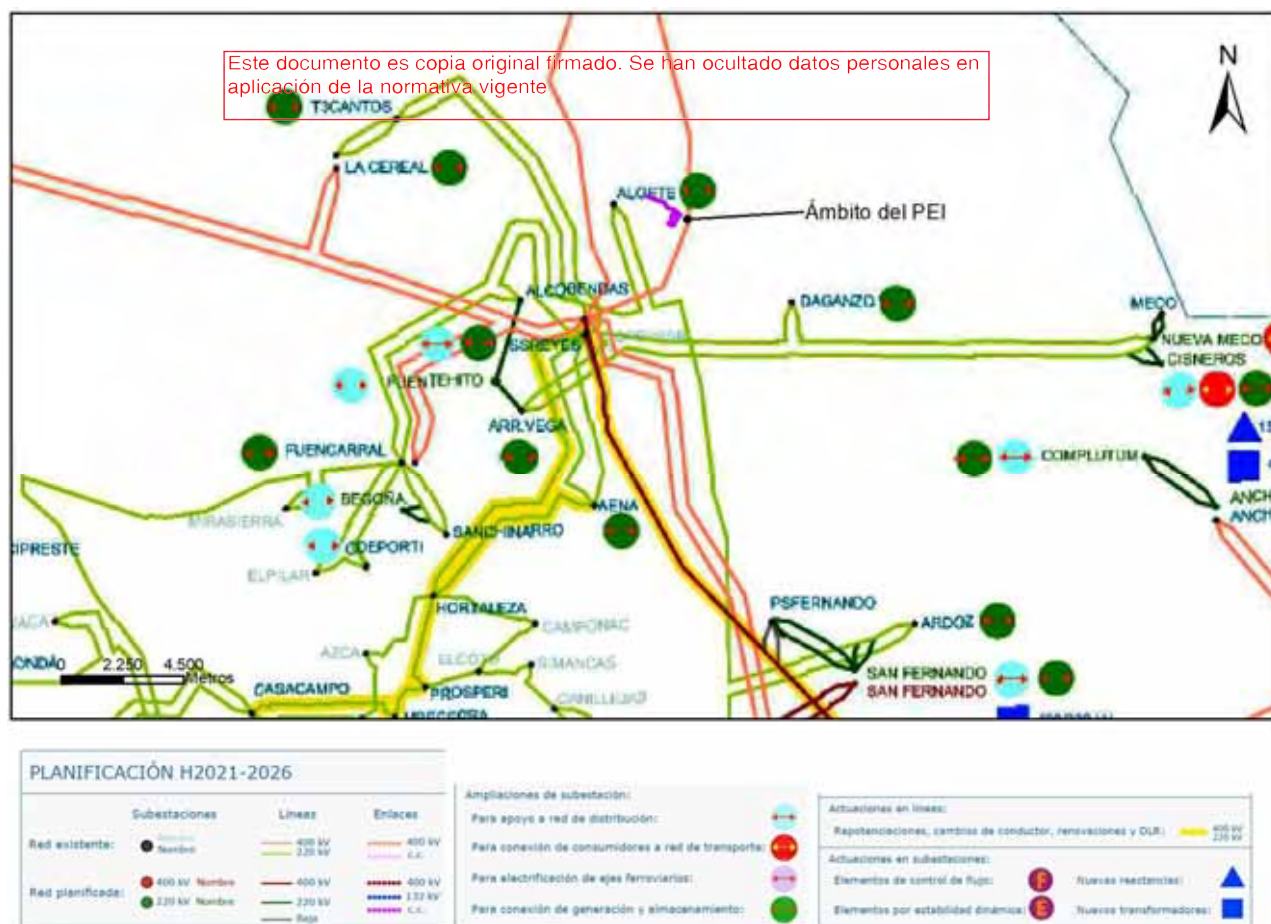 Este documento es copia original firmado. Se han ocultado datos personales en
aplicación de la normativa vigente
N
T3CANTOS
LA CEREAL
ALGETE
Ámbito del PEI
ALCOBENDAS
DAGANZO
MECO
SSREYES
NUEVA MECO
CISNEROS
ARR.VEGA
FUENCARRAL
COMPLUTUM
BEGOÑA
MIRASIERRA
AENA
SANCHINARRO
CIPRESTE
CDEPORTI
ELPILAR
HORTALEZA
PSFERNANDO
CAMPONAC
ARDOZ
AZCA
ELCOTO
SIMANCAS
0 2.250 4.500
Metros
SAN FERNANDO
SAN FERNANDO
CASACAMPO
PROSPERI
CANILLEJAS
PLANIFICACIÓN H2021-2026
Subestaciones Líneas Enlaces
Red existente: Nombre
Nombre
400 kV
220 kV
400 kV
c.c.
Red planificada: 400 kV Nombre
220 kV Nombre
400 kV
220 kV
Baja
400 kV
132 kV
c.c.
Ampliaciones de subestación:
Para apoyo a red de distribución:
Para conexión de consumidores a red de transporte:
Para electrificación de ejes ferroviarios:
Para conexión de generación y almacenamiento:
Actuaciones en líneas:
Repotenciaciones, cambios de conductor, renovaciones y DLR:
400 kV
220 kV
Actuaciones en subestaciones:
Elementos de control de flujo: F Nuevas reactancias:
Elementos por estabilidad dinámica: E Nuevos transformadores: